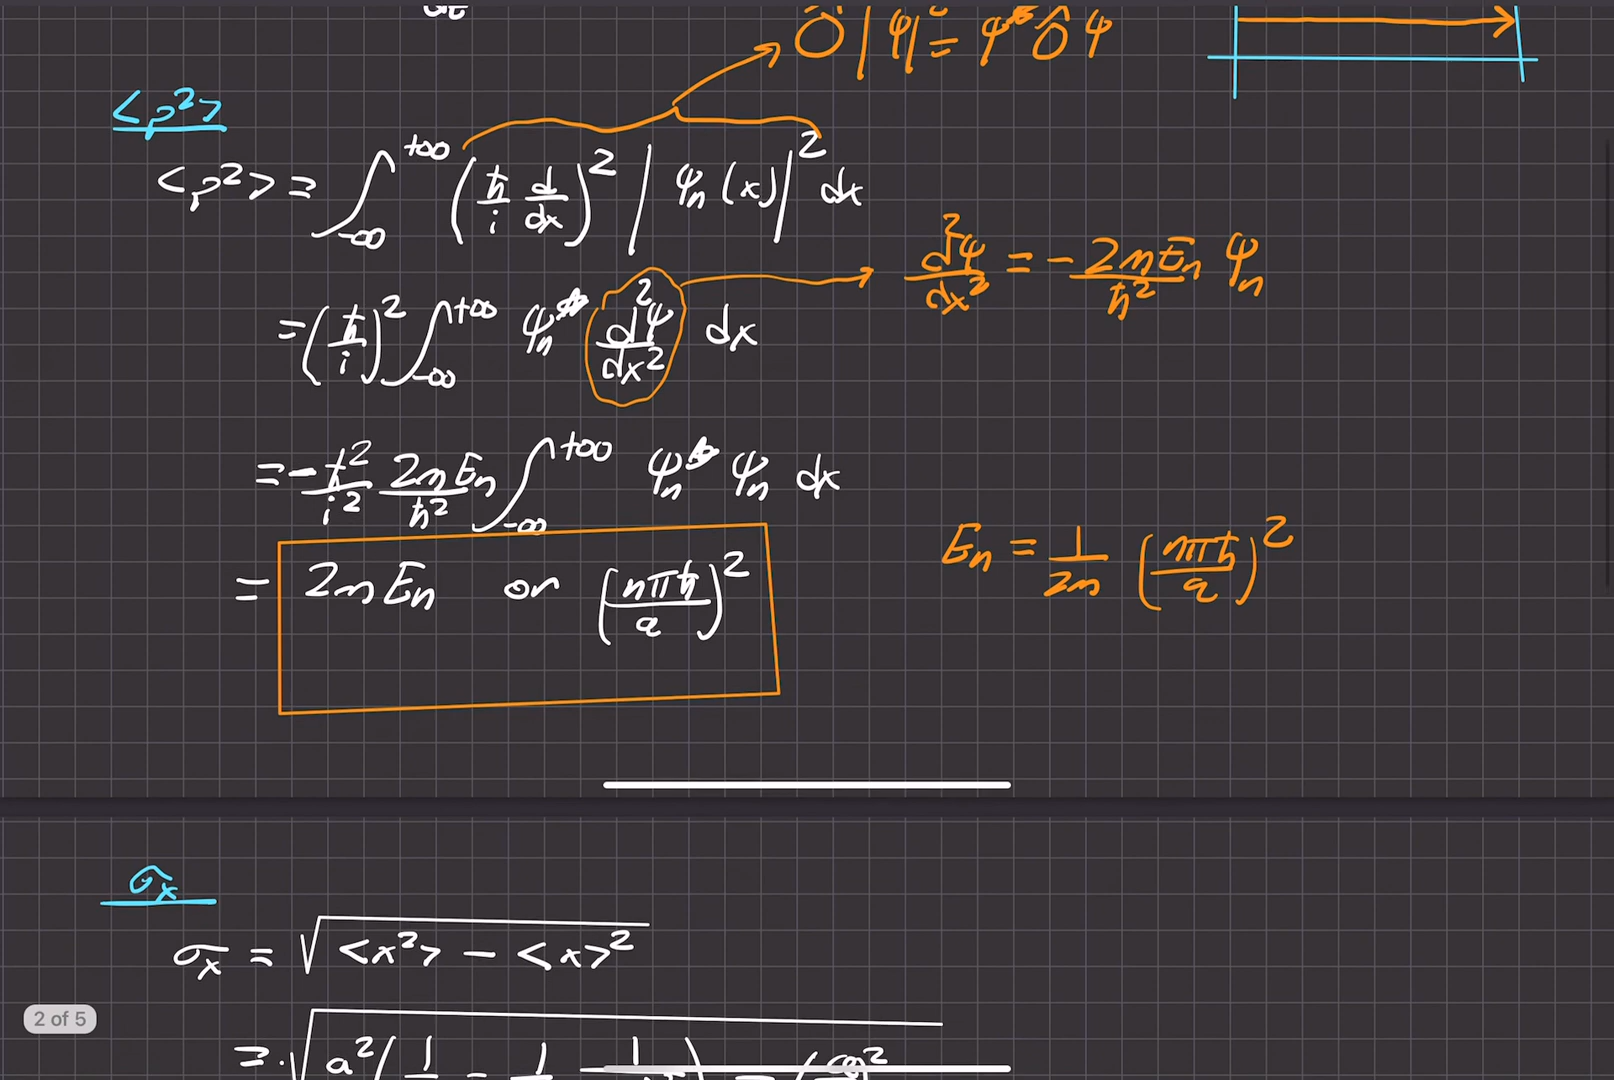 Ô|ψ|² = ψ* Ô ψ
<p²>
<p²> = ∫_{-∞}^{+∞} (ħ/i d/dx)² |ψn(x)|² dx
= (ħ/i)² ∫_{-∞}^{+∞} ψn* d²ψ/dx² dx
d²ψ/dx² = - 2mEn/ħ² ψn
= - ħ²/i² 2mEn/ħ² ∫_{-∞}^{+∞} ψn* ψn dx
= 2mEn or (nπħ/a)²
En = 1/2m (nπħ/a)²
σx
σx = √(<x²> - <x>²)
2 of 5